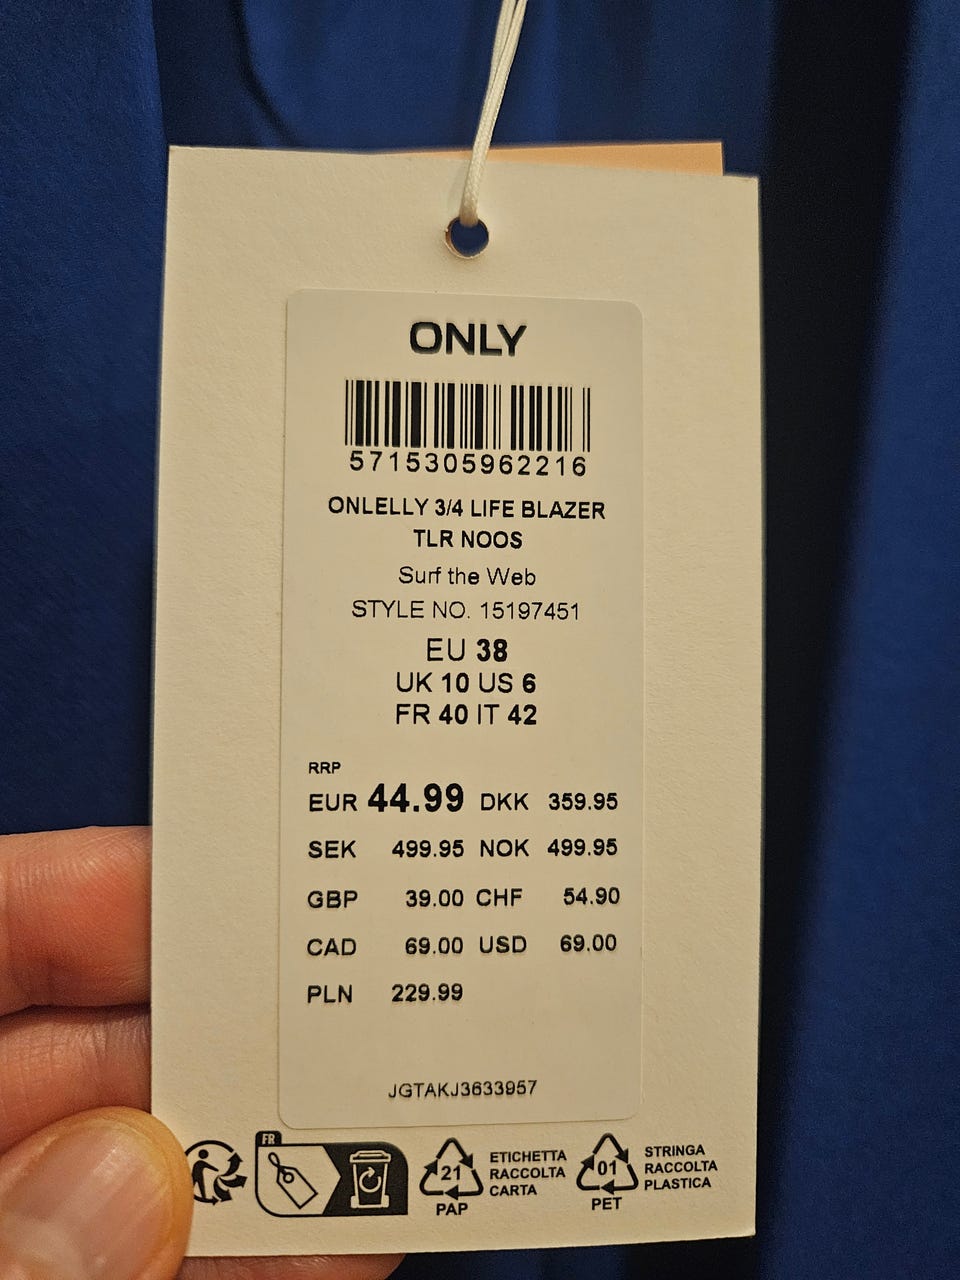 ONLY
5715305962216
ONLELLY 3/4 LIFE BLAZER
TLR NOOS
Surf the Web
STYLE NO. 15197451
EU 38
UK 10 US 6
FR 40 IT 42
RRP
EUR 44.99 DKK 359.95
SEK 499.95 NOK 499.95
GBP 39.00 CHF 54.90
CAD 69.00 USD 69.00
PLN 229.99
JGTAKJ3633957
FR
21
PAP
ETICHETTA
RACCOLTA
CARTA
01
PET
STRINGA
RACCOLTA
PLASTICA